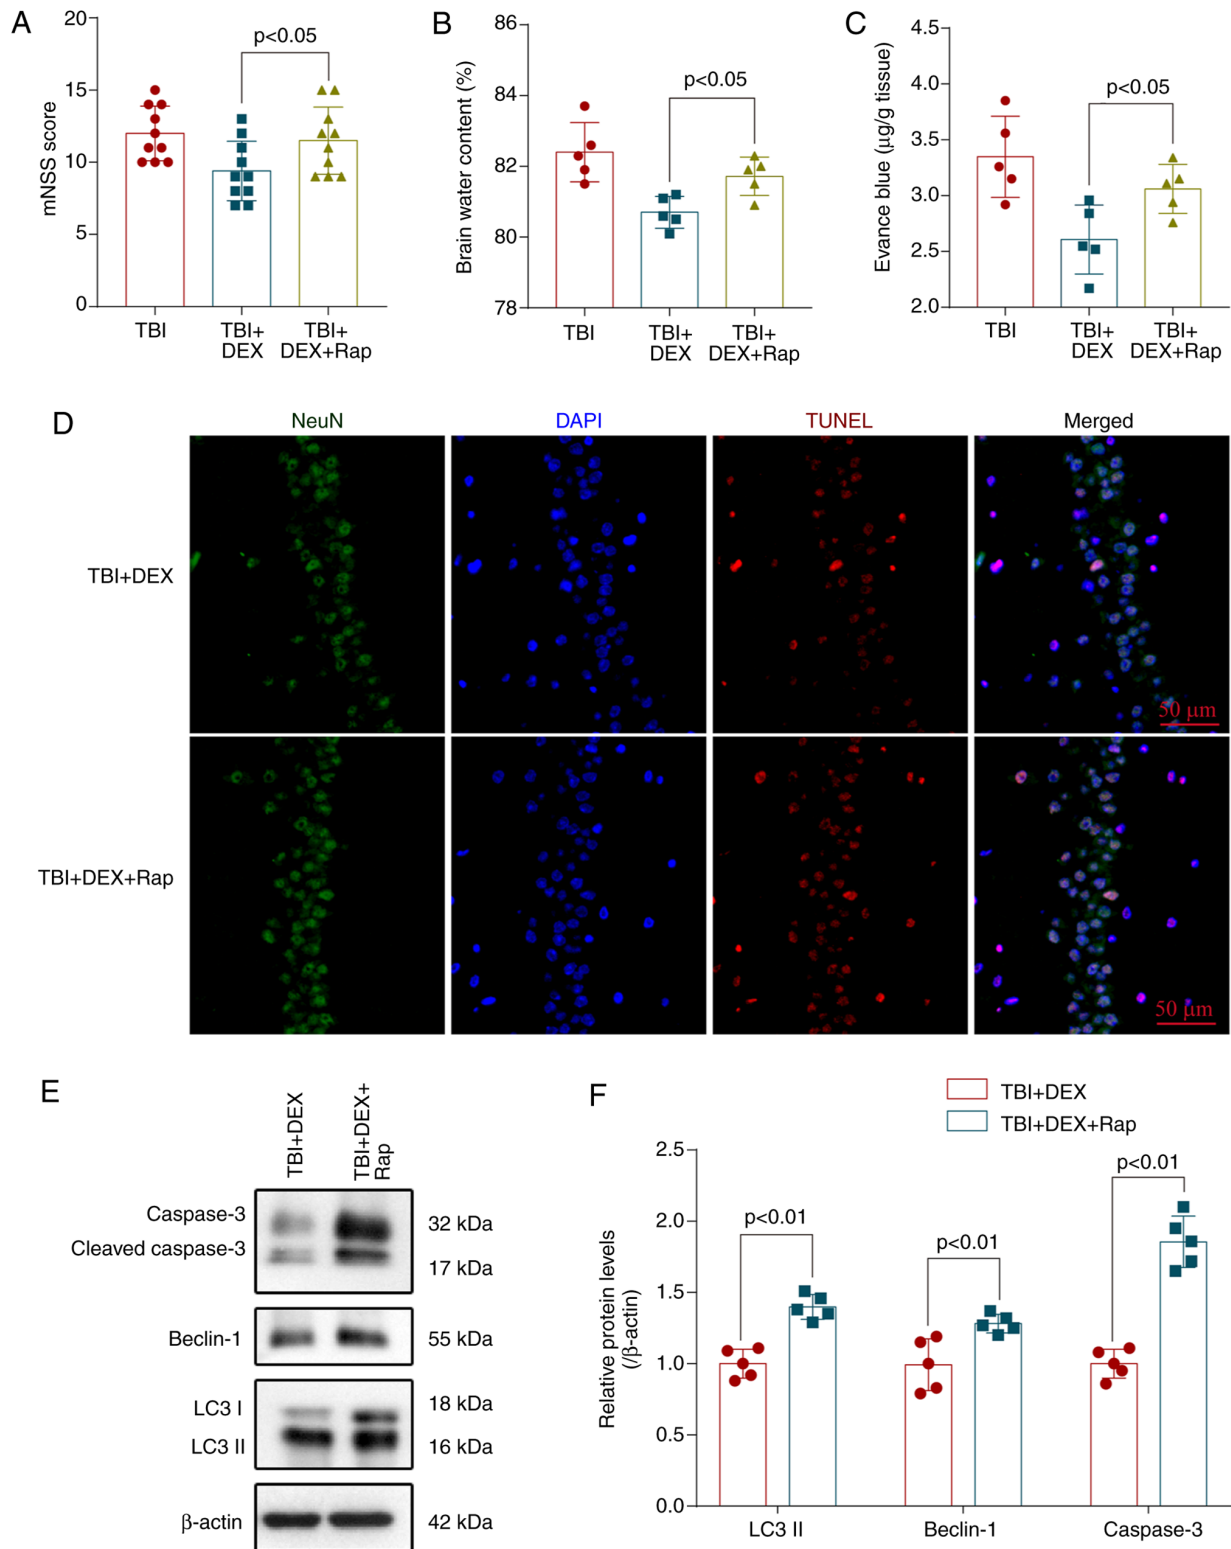 A
20
15
10
5
0
mNSS score
p<0.05
TBI
TBI+
DEX
TBI+
DEX+Rap
B
86
84
82
80
78
Brain water content (%)
p<0.05
TBI
TBI+
DEX
TBI+
DEX+Rap
C
4.5
4.0
3.5
3.0
2.5
2.0
Evance blue (µg/g tissue)
p<0.05
TBI
TBI+
DEX
TBI+
DEX+Rap
D
NeuN
DAPI
TUNEL
Merged
TBI+DEX
50 µm
TBI+DEX+Rap
50 µm
E
TBI+DEX
TBI+DEX+
Rap
Caspase-3
32 kDa
Cleaved caspase-3
17 kDa
Beclin-1
55 kDa
LC3 I
18 kDa
LC3 II
16 kDa
β-actin
42 kDa
F
TBI+DEX
TBI+DEX+Rap
2.5
2.0
1.5
1.0
0.5
0.0
Relative protein levels
(/β-actin)
p<0.01
p<0.01
p<0.01
LC3 II
Beclin-1
Caspase-3